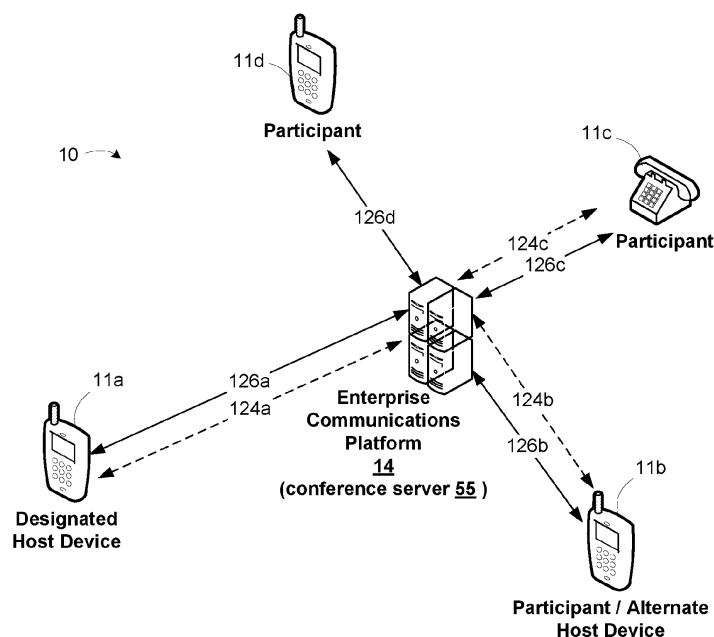 11d
Participant
10
11c
Participant
126d
124c
126c
11a
126a
124a
Enterprise
Communications
Platform
14
(conference server 55 )
124b
126b
11b
Designated
Host Device
Participant / Alternate
Host Device